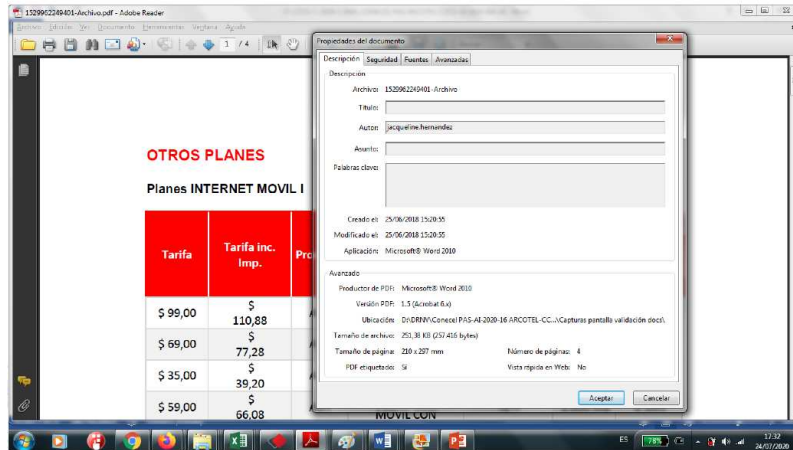 1529962249401-Archivo.pdf - Adobe Reader
Archivo Edición Ver Documento Herramientas Ventana Ayuda
1 / 4
OTROS PLANES
Planes INTERNET MOVIL I
Tarifa
Tarifa inc. Imp.
Pro
$ 99,00
$ 110,88
$ 69,00
$ 77,28
$ 35,00
$ 39,20
$ 59,00
$ 66,08
MOVIL CON
Propiedades del documento
Descripción Seguridad Fuentes Avanzadas
Descripción
Archivo: 1529962249401-Archivo
Título:
Autor: jacqueline.hernandez
Asunto:
Palabras clave:
Creado el: 25/06/2018 15:20:55
Modificado el: 25/06/2018 15:20:55
Aplicación: Microsoft® Word 2010
Avanzado
Productor de PDF: Microsoft® Word 2010
Versión PDF: 1.5 (Acrobat 6.x)
Ubicación: D:\DRNY\Conecel PAS-AI-2020-16 ARCOTEL-CC...\Capturas pantalla validación docs\
Tamaño de archivo: 251,38 KB (257.416 bytes)
Tamaño de página: 210 x 297 mm
Número de páginas: 4
PDF etiquetado: Sí
Vista rápida en Web: No
Aceptar
Cancelar
ES
78%
17:32
24/07/2020